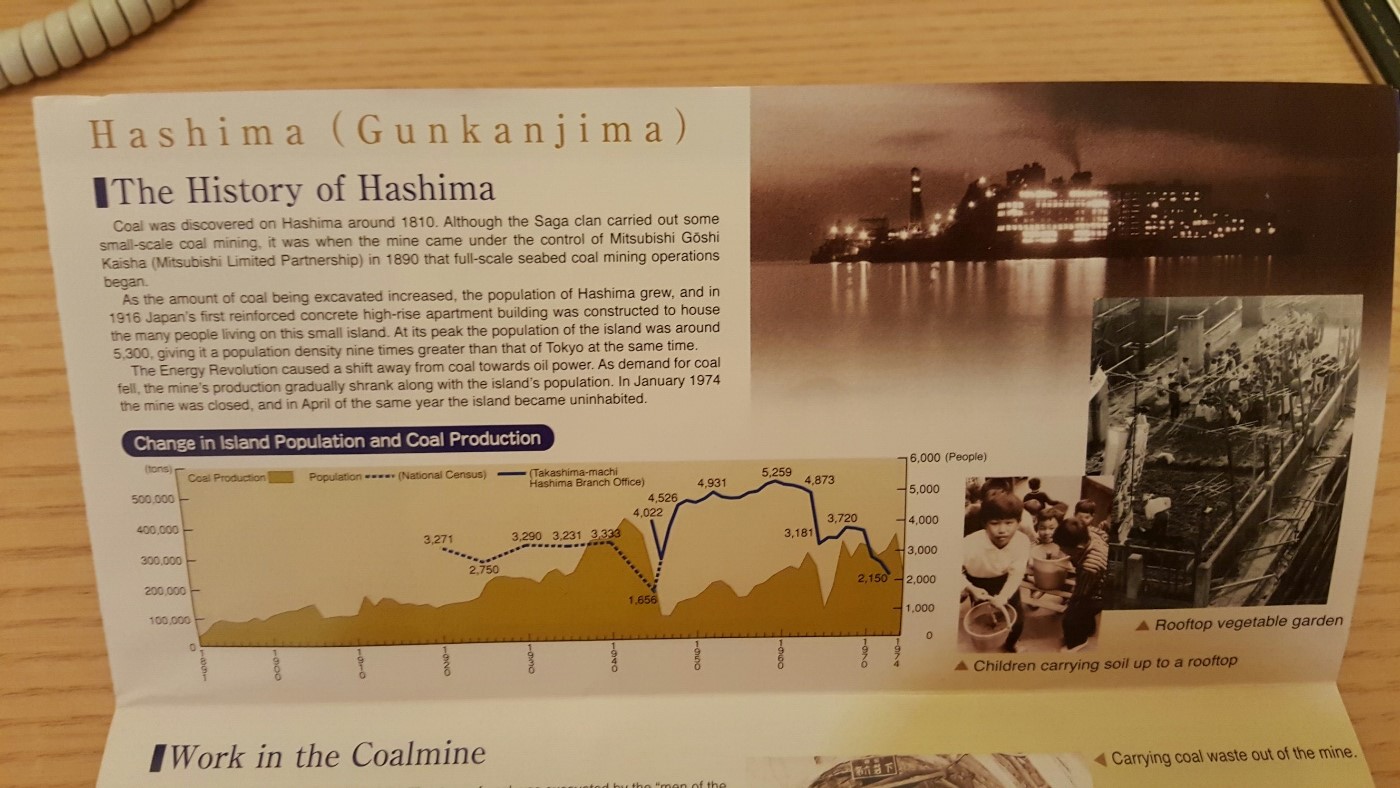 Hashima (Gunkanjima)
The History of Hashima
Coal was discovered on Hashima around 1810. Although the Saga clan carried out some
small-scale coal mining, it was when the mine came under the control of Mitsubishi Gōshi
Kaisha (Mitsubishi Limited Partnership) in 1890 that full-scale seabed coal mining operations
began.
As the amount of coal being excavated increased, the population of Hashima grew, and in
1916 Japan's first reinforced concrete high-rise apartment building was constructed to house
the many people living on this small island. At its peak the population of the island was around
5,300, giving it a population density nine times greater than that of Tokyo at the same time.
The Energy Revolution caused a shift away from coal towards oil power. As demand for coal
fell, the mine's production gradually shrank along with the island's population. In January 1974
the mine was closed, and in April of the same year the island became uninhabited.
Change in Island Population and Coal Production
(tons)
Coal Production
Population
(National Census)
(Takashima-machi
Hashima Branch Office)
500,000
400,000
300,000
200,000
100,000
0
6,000 (People)
5,000
4,000
3,000
2,000
1,000
0
3,271
2,750
3,290
3,231
3,333
1,656
4,022
4,526
4,931
5,259
4,873
3,181
3,720
2,150
1891
1900
1910
1920
1930
1940
1950
1960
1970
1974
▲ Rooftop vegetable garden
▲ Children carrying soil up to a rooftop
Work in the Coalmine
◀ Carrying coal waste out of the mine.
by the "men of the